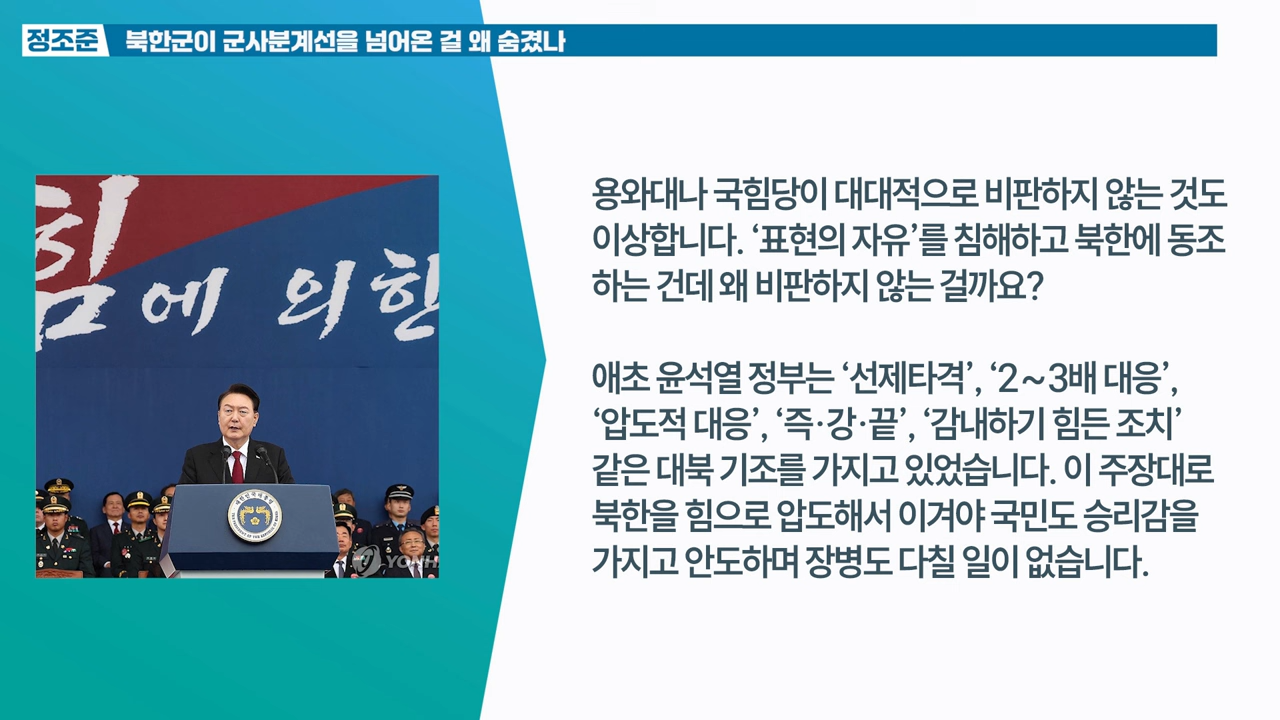 정조준
북한군이 군사분계선을 넘어온 걸 왜 숨겼나
힘에 의한
용와대나 국힘당이 대대적으로 비판하지 않는 것도
이상합니다. ‘표현의 자유’를 침해하고 북한에 동조
하는 건데 왜 비판하지 않는 걸까요?
애초 윤석열 정부는 ‘선제타격’, ‘2~3배 대응’,
‘압도적 대응’, ‘즉·강·끝’, ‘감내하기 힘든 조치’
같은 대북 기조를 가지고 있었습니다. 이 주장대로
북한을 힘으로 압도해서 이겨야 국민도 승리감을
가지고 안도하며 장병도 다칠 일이 없습니다.
YONH